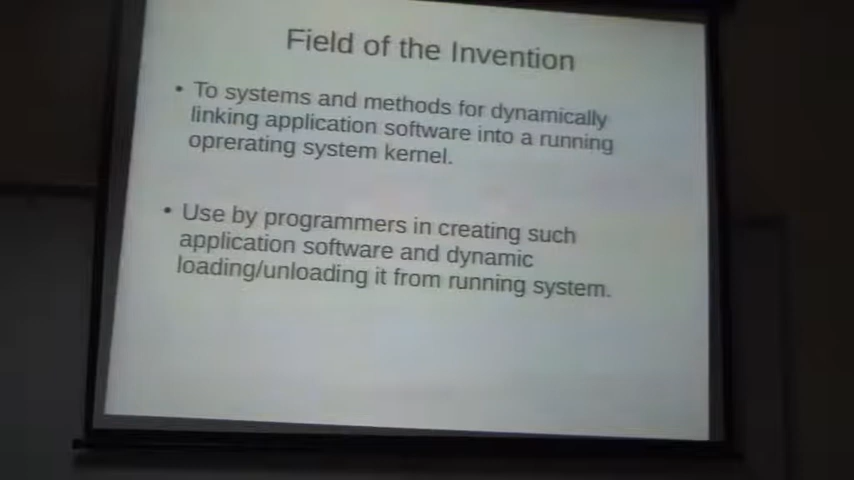 Field of the Invention
• To systems and methods for dynamically
linking application software into a running
oprerating system kernel.
• Use by programmers in creating such
application software and dynamic
loading/unloading it from running system.